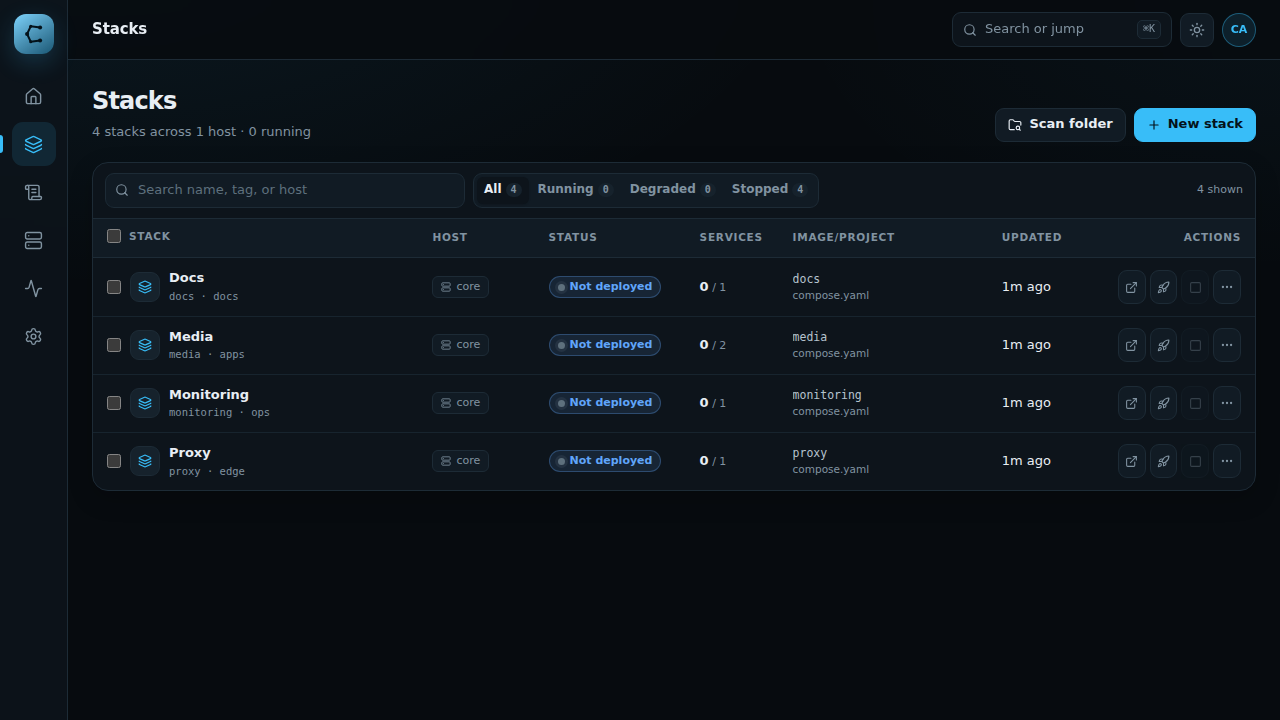 Stacks
Search or jump
⌘K
CA
Stacks
4 stacks across 1 host · 0 running
Scan folder
New stack
Search name, tag, or host
All 4
Running 0
Degraded 0
Stopped 4
4 shown
STACK HOST STATUS SERVICES IMAGE/PROJECT UPDATED ACTIONS
Docs
docs · docs
core
Not deployed
0 / 1
docs
compose.yaml
1m ago
Media
media · apps
core
Not deployed
0 / 2
media
compose.yaml
1m ago
Monitoring
monitoring · ops
core
Not deployed
0 / 1
monitoring
compose.yaml
1m ago
Proxy
proxy · edge
core
Not deployed
0 / 1
proxy
compose.yaml
1m ago